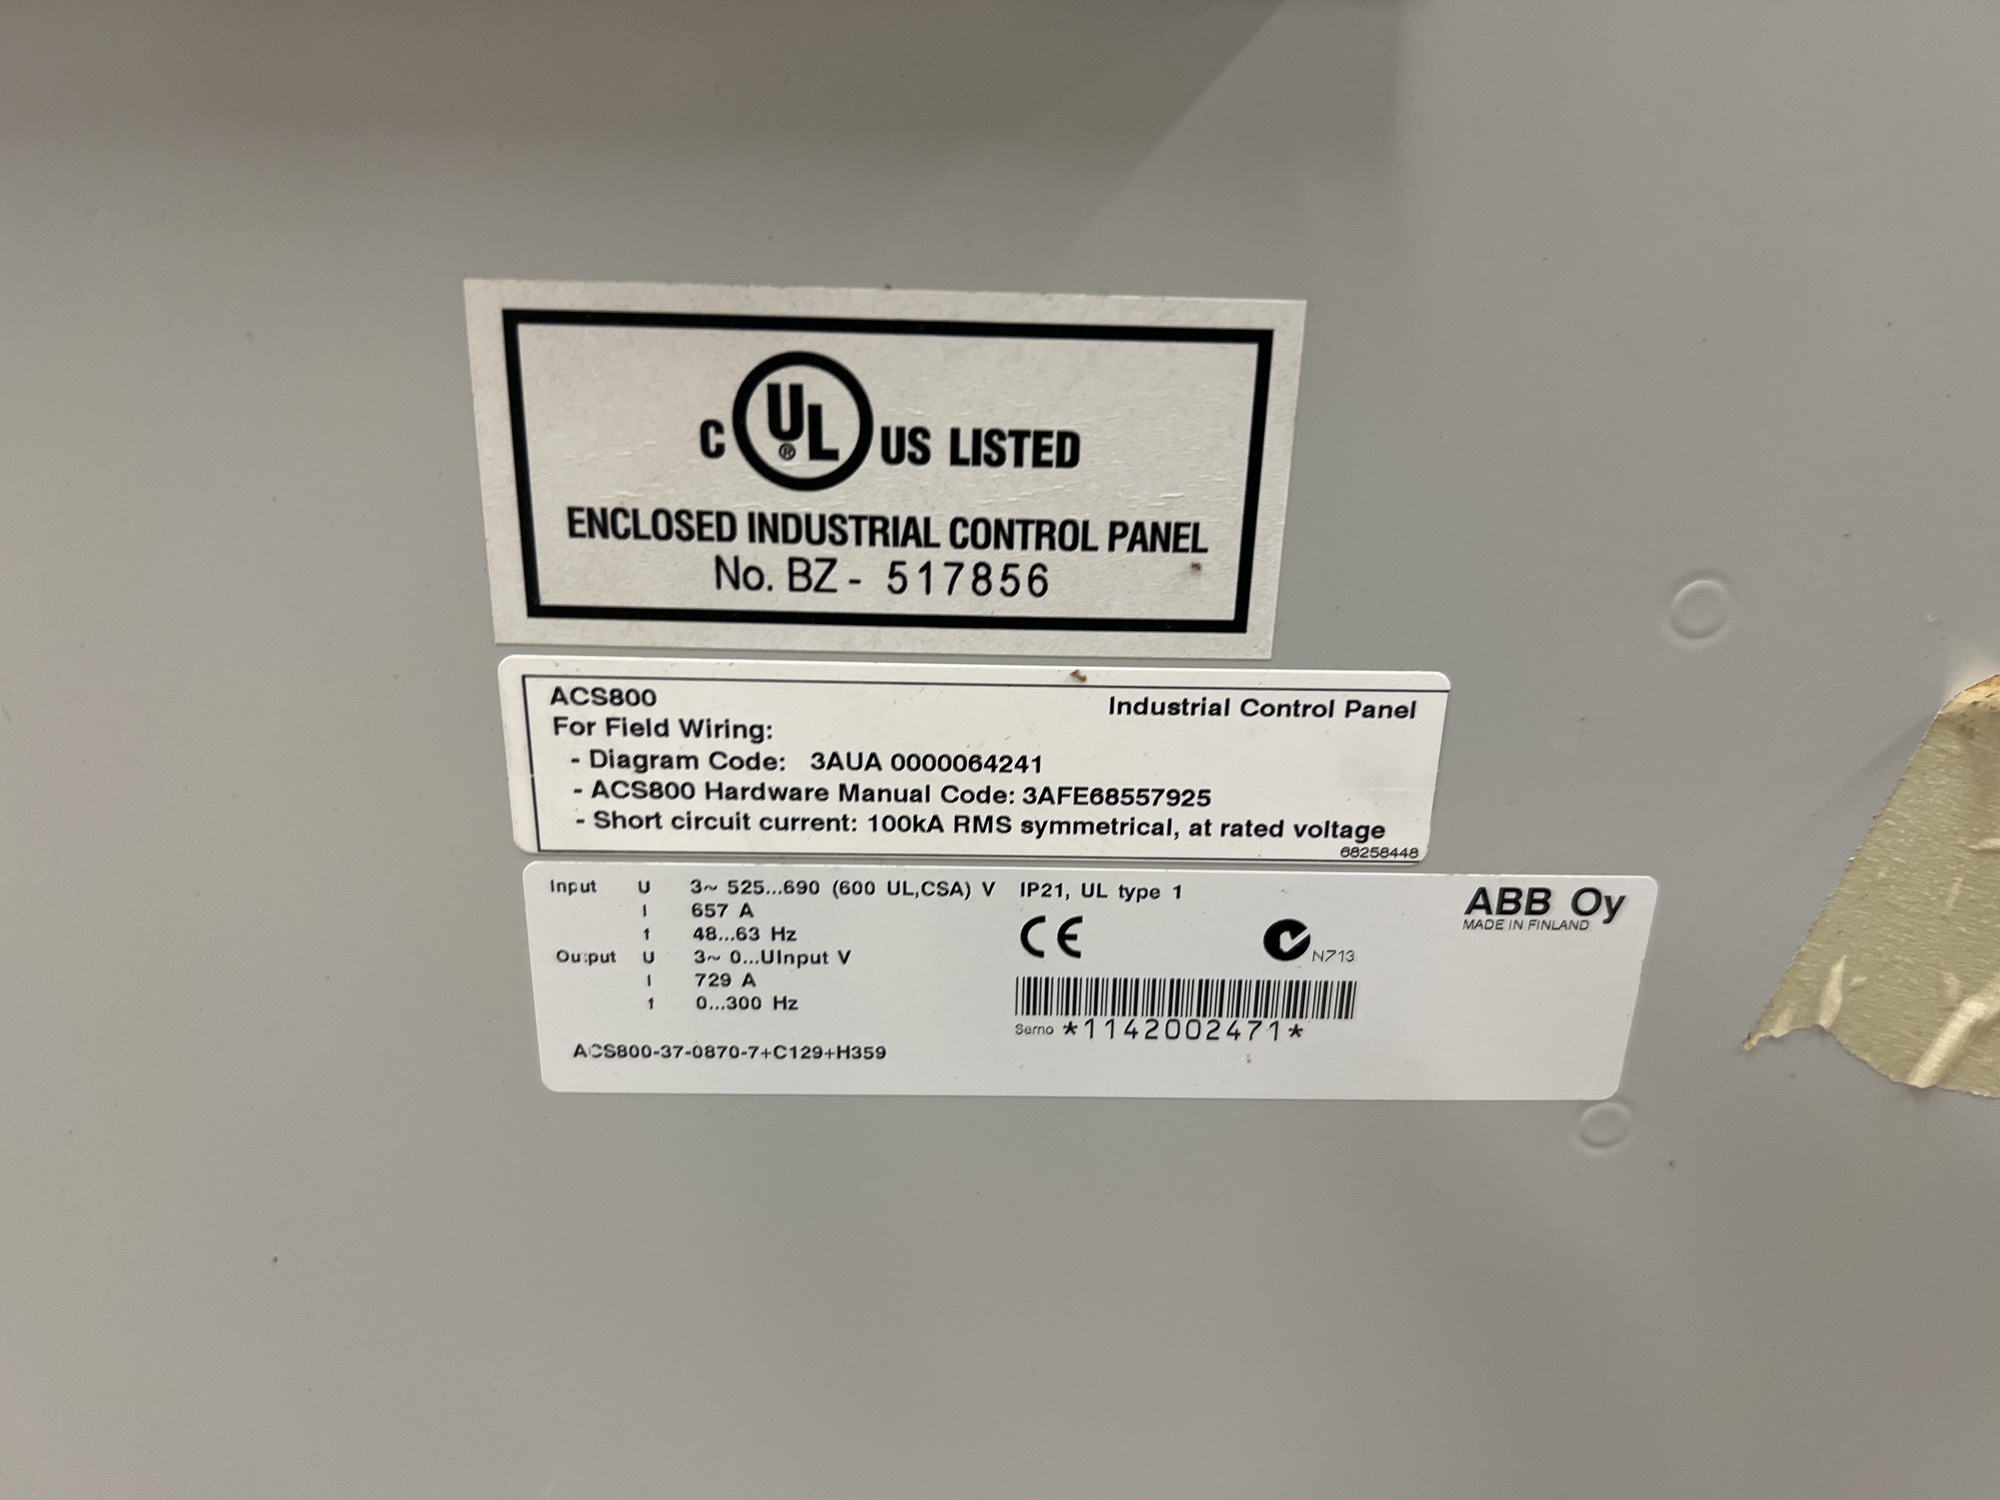 C UL ® US LISTED
ENCLOSED INDUSTRIAL CONTROL PANEL
No. BZ - 517856
ACS800 Industrial Control Panel
For Field Wiring:
- Diagram Code: 3AUA 0000064241
- ACS800 Hardware Manual Code: 3AFE68557925
- Short circuit current: 100kA RMS symmetrical, at rated voltage
68258448
Input U 3~ 525...690 (600 UL,CSA) V IP21, UL type 1
I 657 A
f 48...63 Hz
Output U 3~ 0...UInput V
I 729 A
f 0...300 Hz
ACS800-37-0870-7+C129+H359
CE
N713
Serno *1142002471*
ABB Oy
MADE IN FINLAND